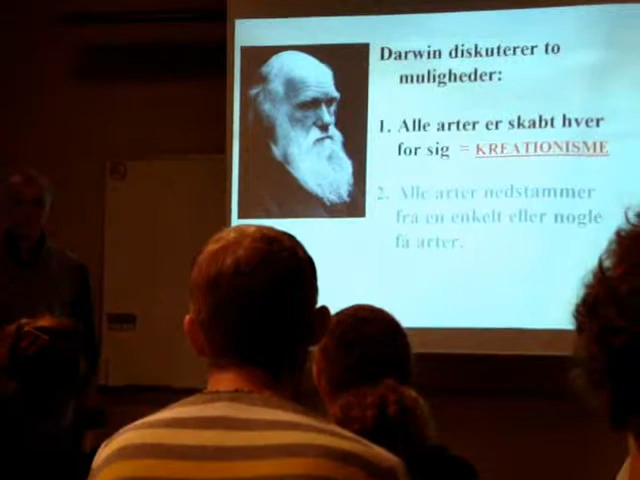 Darwin diskuterer to
muligheder:
1. Alle arter er skabt hver
for sig = KREATIONISME
2. Alle arter nedstammer
fra en enkelt eller nogle
få arter.